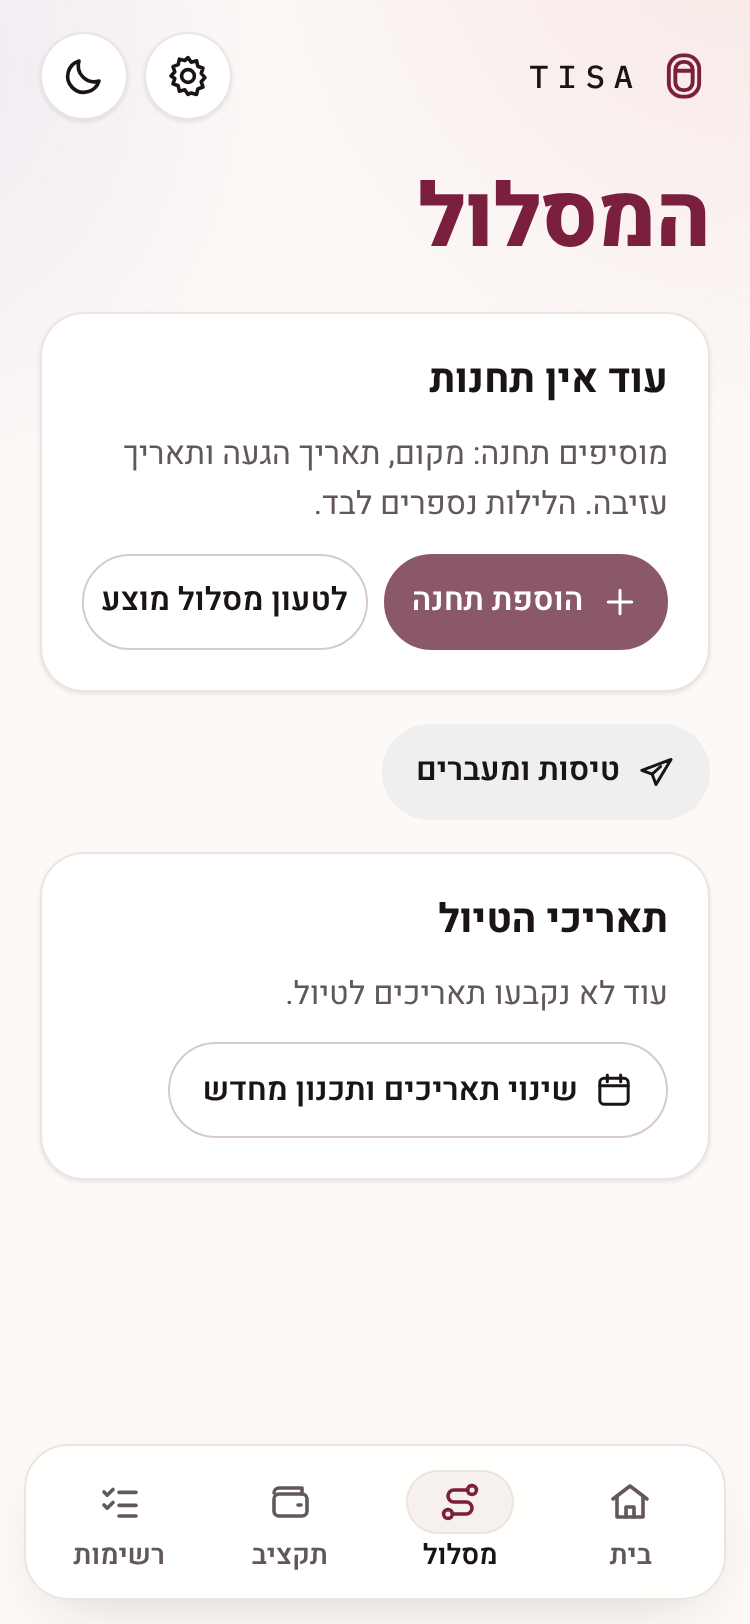 TISA
המסלול
עוד אין תחנות
מוסיפים תחנה: מקום, תאריך הגעה ותאריך
עזיבה. הלילות נספרים לבד.
הוספת תחנה
לטעון מסלול מוצע
טיסות ומעברים
תאריכי הטיול
עוד לא נקבעו תאריכים לטיול.
שינוי תאריכים ותכנון מחדש
בית
מסלול
תקציב
רשימות